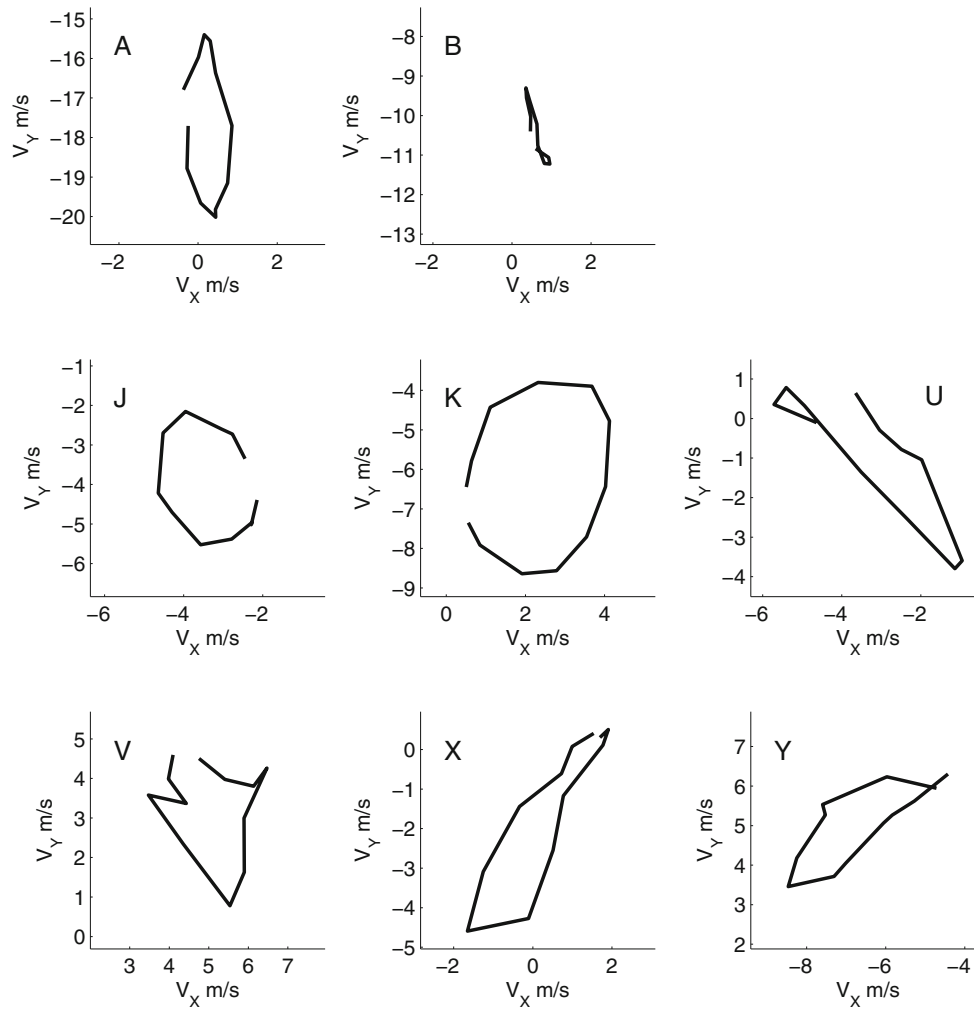 A
V_Y m/s
−15
−16
−17
−18
−19
−20
−2 0 2
V_X m/s
B
V_Y m/s
−8
−9
−10
−11
−12
−13
−2 0 2
V_X m/s
J
V_Y m/s
−1
−2
−3
−4
−5
−6
−6 −4 −2
V_X m/s
K
V_Y m/s
−4
−5
−6
−7
−8
−9
0 2 4
V_X m/s
U
V_Y m/s
1
0
−1
−2
−3
−4
−6 −4 −2
V_X m/s
V
V_Y m/s
5
4
3
2
1
0
3 4 5 6 7
V_X m/s
X
V_Y m/s
0
−1
−2
−3
−4
−5
−2 0 2
V_X m/s
Y
V_Y m/s
7
6
5
4
3
2
−8 −6 −4
V_X m/s